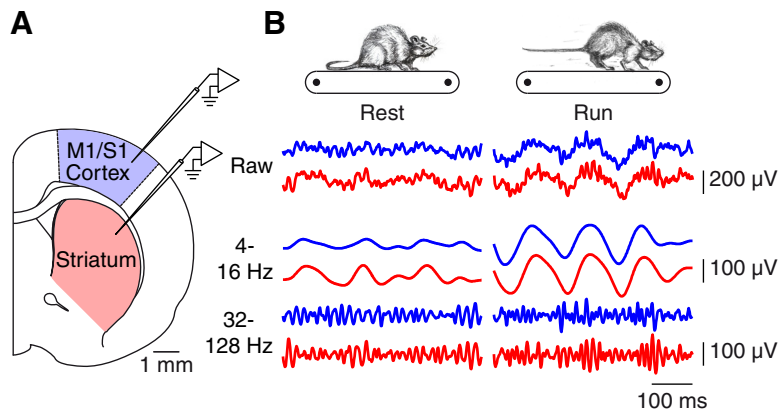 A
M1/S1
Cortex
Striatum
1 mm
B
Rest
Run
Raw
200 µV
4-
16 Hz
100 µV
32-
128 Hz
100 µV
100 ms